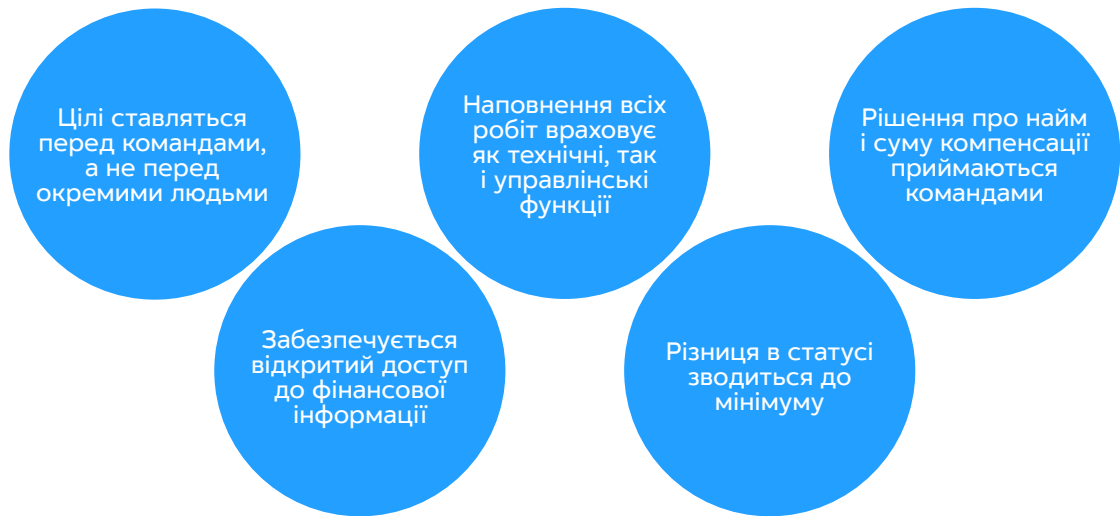 Цілі ставляться
перед командами,
а не перед
окремими людьми
Наповнення всіх
робіт враховує
як технічні, так
і управлінські
функції
Рішення про найм
і суму компенсації
приймаються
командами
Забезпечується
відкритий доступ
до фінансової
інформації
Різниця в статусі
зводиться до
мінімуму